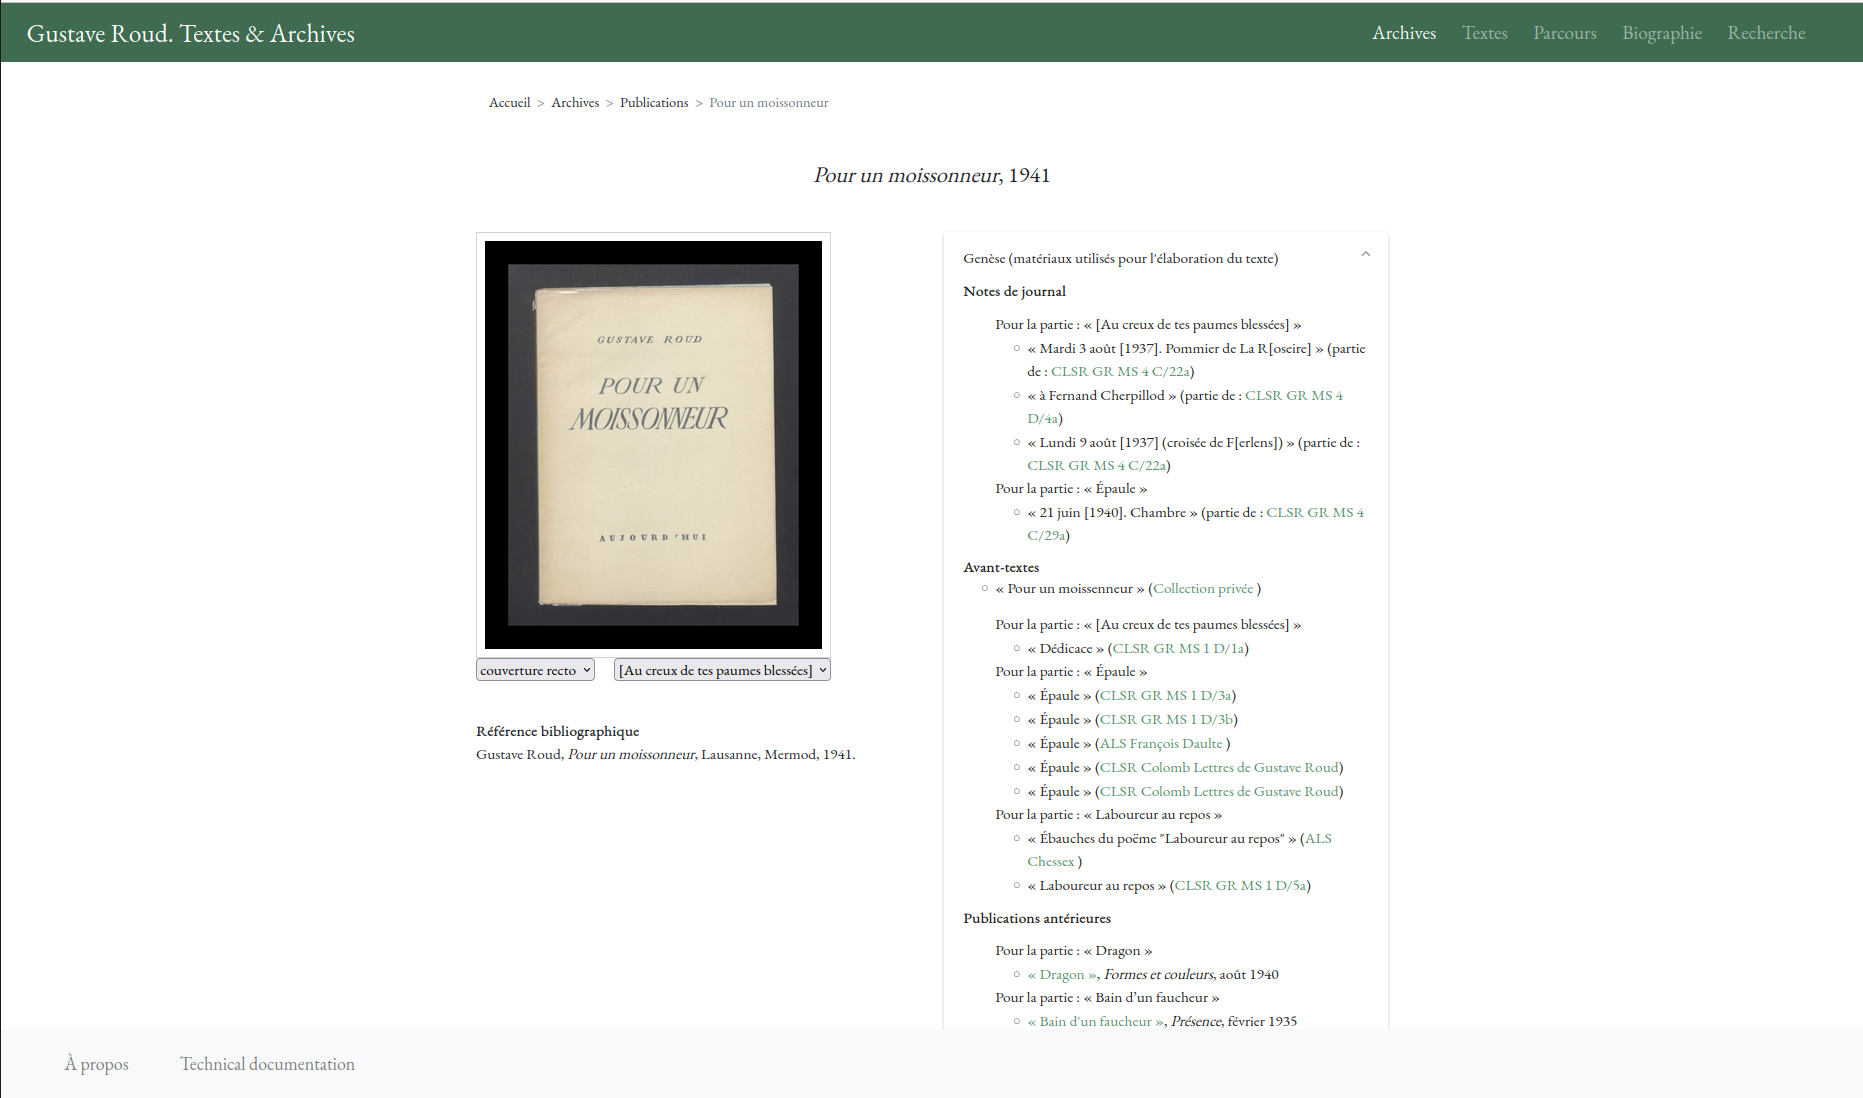 Gustave Roud. Textes & Archives
Archives Textes Parcours Biographie Recherche
Accueil > Archives > Publications > Pour un moissonneur
Pour un moissonneur, 1941
GUSTAVE ROUD
POUR UN
MOISSONNEUR
AUJOURD'HUI
couverture recto [Au creux de tes paumes blessées]
Référence bibliographique
Gustave Roud, Pour un moissonneur, Lausanne, Mermod, 1941.
Genèse (matériaux utilisés pour l'élaboration du texte)
Notes de journal
Pour la partie : « [Au creux de tes paumes blessées] »
« Mardi 3 août [1937]. Pommier de La R[oseire] » (partie
de : CLSR GR MS 4 C/22a)
« à Fernand Cherpillod » (partie de : CLSR GR MS 4
D/4a)
« Lundi 9 août [1937] (croisée de F[erlens]) » (partie de :
CLSR GR MS 4 C/22a)
Pour la partie : « Épaule »
« 21 juin [1940]. Chambre » (partie de : CLSR GR MS 4
C/29a)
Avant-textes
« Pour un moissenneur » (Collection privée )
Pour la partie : « [Au creux de tes paumes blessées] »
« Dédicace » (CLSR GR MS 1 D/1a)
Pour la partie : « Épaule »
« Épaule » (CLSR GR MS 1 D/3a)
« Épaule » (CLSR GR MS 1 D/3b)
« Épaule » (ALS François Daulte )
« Épaule » (CLSR Colomb Lettres de Gustave Roud)
« Épaule » (CLSR Colomb Lettres de Gustave Roud)
Pour la partie : « Laboureur au repos »
« Ébauches du poëme "Laboureur au repos" » (ALS
Chessex )
« Laboureur au repos » (CLSR GR MS 1 D/5a)
Publications antérieures
Pour la partie : « Dragon »
« Dragon », Formes et couleurs, août 1940
Pour la partie : « Bain d’un faucheur »
« Bain d'un faucheur », Présence, février 1935
À propos Technical documentation